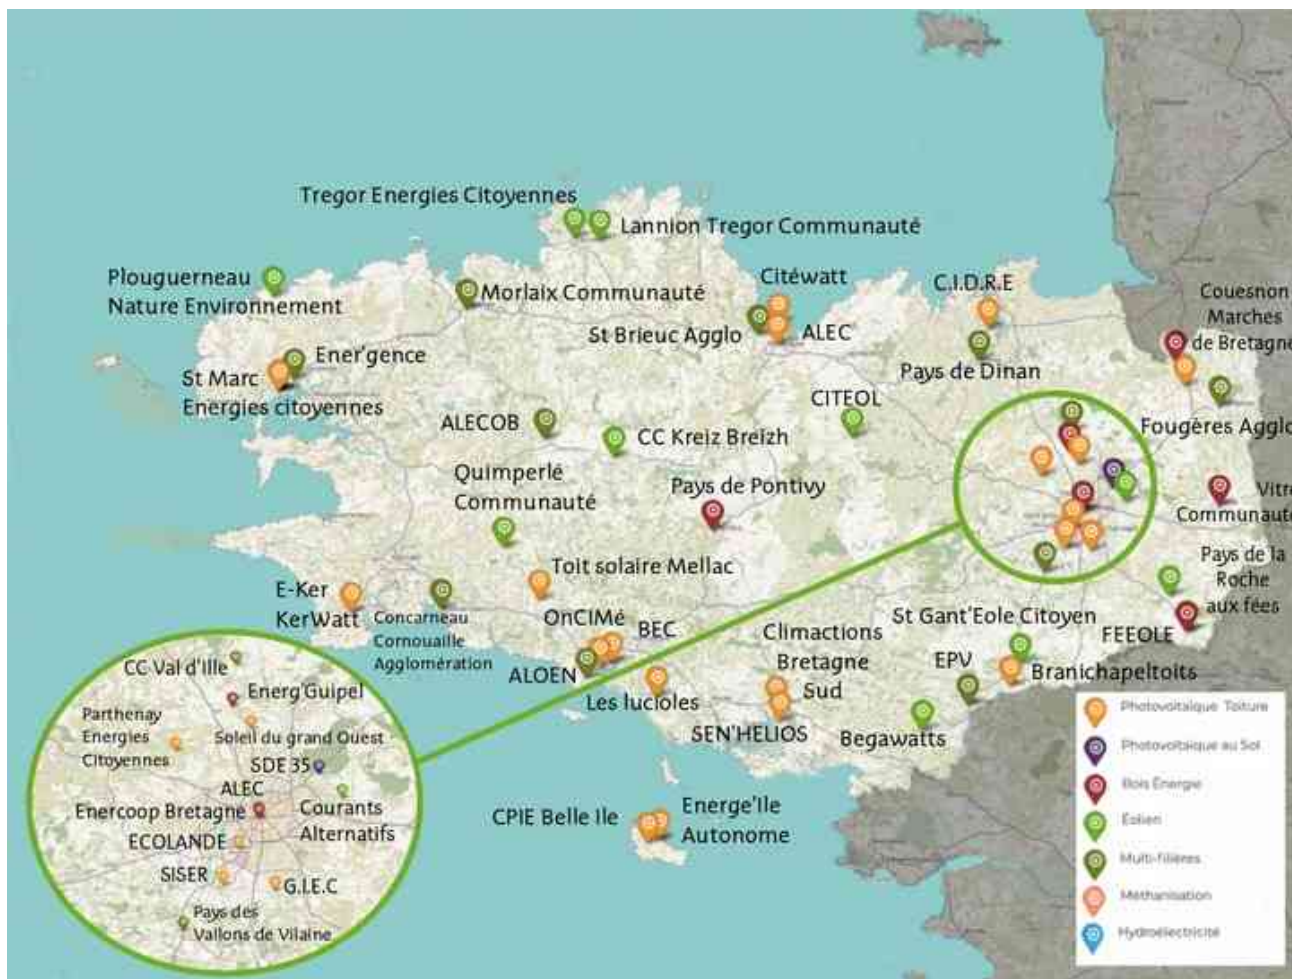 Tregor Energies Citoyennes
Lannion Tregor Communauté
Plouguerneau
Nature Environnement
Morlaix Communauté
Citéwatt
St Brieuc Agglo
ALEC
C.I.D.R.E
Couesnon
Marches
de Bretagne
Ener'gence
St Marc
Energies citoyennes
Pays de Dinan
ALECOB
CC Kreiz Breizh
CITEOL
Fougères Agglo
Quimperlé
Communauté
Pays de Pontivy
Vitré
Communauté
Toit solaire Mellac
Pays de la
Roche
aux fées
E-Ker
KerWatt
Concarneau
Cornouaille
Agglomération
OnCIMé
BEC
ALOEN
Les lucioles
Climactions
Bretagne
Sud
SEN'HELIOS
St Gant'Eole Citoyen
FEEOLE
EPV
Branichapeltoits
Begawatts
CPIE Belle Ile
Energe'Ile
Autonome
CC Val d'Ille
Energ'Guipel
Parthenay
Energies
Citoyennes
Soleil du grand Ouest
SDE 35
ALEC
Enercoop Bretagne
Courants
Alternatifs
ECOLANDE
SISER
G.I.E.C
Pays des
Vallons de Vilaine
Photovoltaïque Toiture
Photovoltaïque au Sol
Bois Énergie
Éolien
Multi-filières
Méthanisation
Hydroélectricité